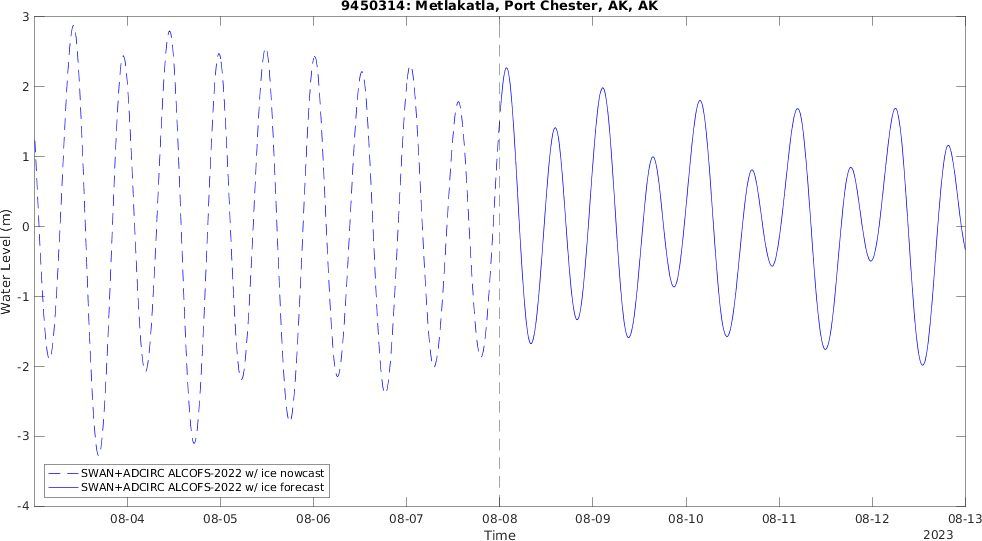 9450314: Metlakatla, Port Chester, AK, AK
3
2
1
0
-1
-2
-3
-4
Water Level (m)
SWAN+ADCIRC ALCOFS-2022 w/ ice nowcast
SWAN+ADCIRC ALCOFS-2022 w/ ice forecast
08-04 08-05 08-06 08-07 08-08 08-09 08-10 08-11 08-12 08-13
Time
2023